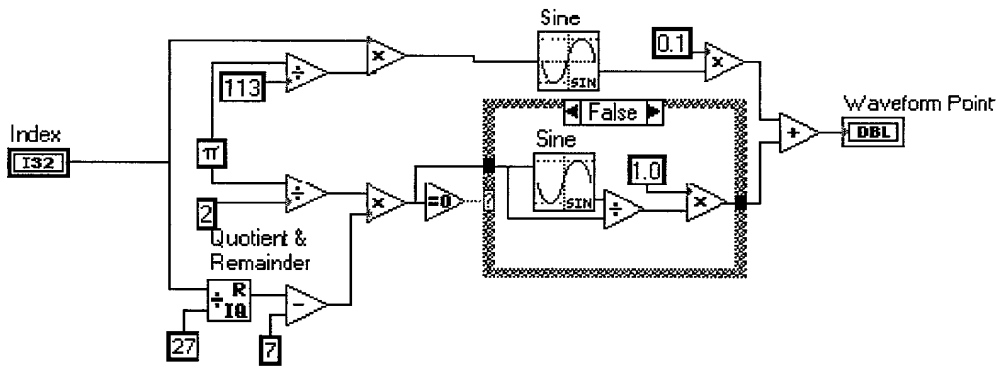 Sine
0.1
×
÷
113
SIN
×
False
Waveform Point
Index
I32
π
+
DBL
Sine
1.0
÷
×
=0
?
SIN
÷
×
2
Quotient &
Remainder
R
÷
IQ
−
27
7